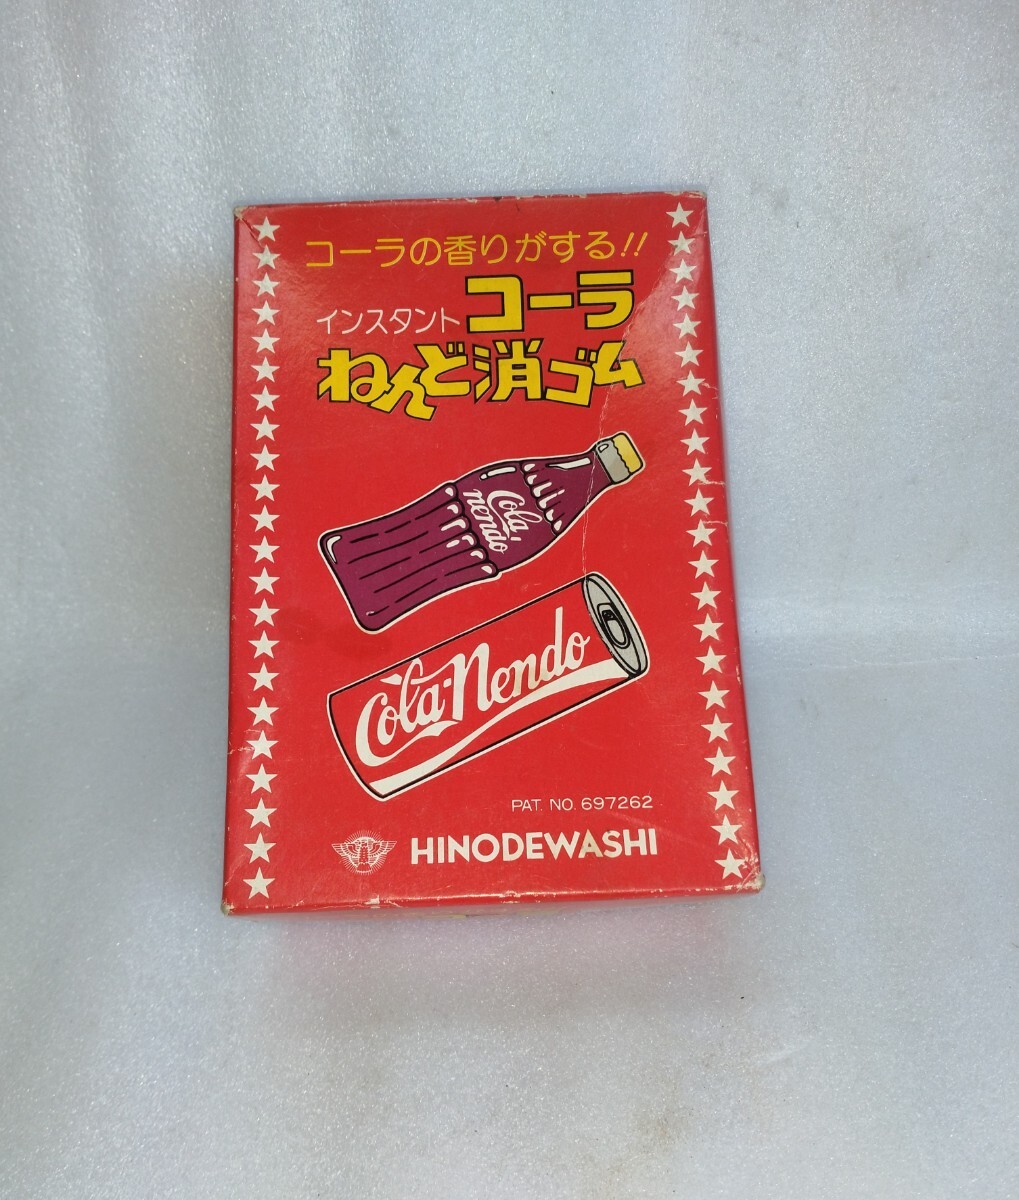 コーラの香りがする!!
インスタント コーラ
ねんど消ゴム
Cola
nendo
Cola-Nendo
PAT. NO. 697262
HINODEWASHI